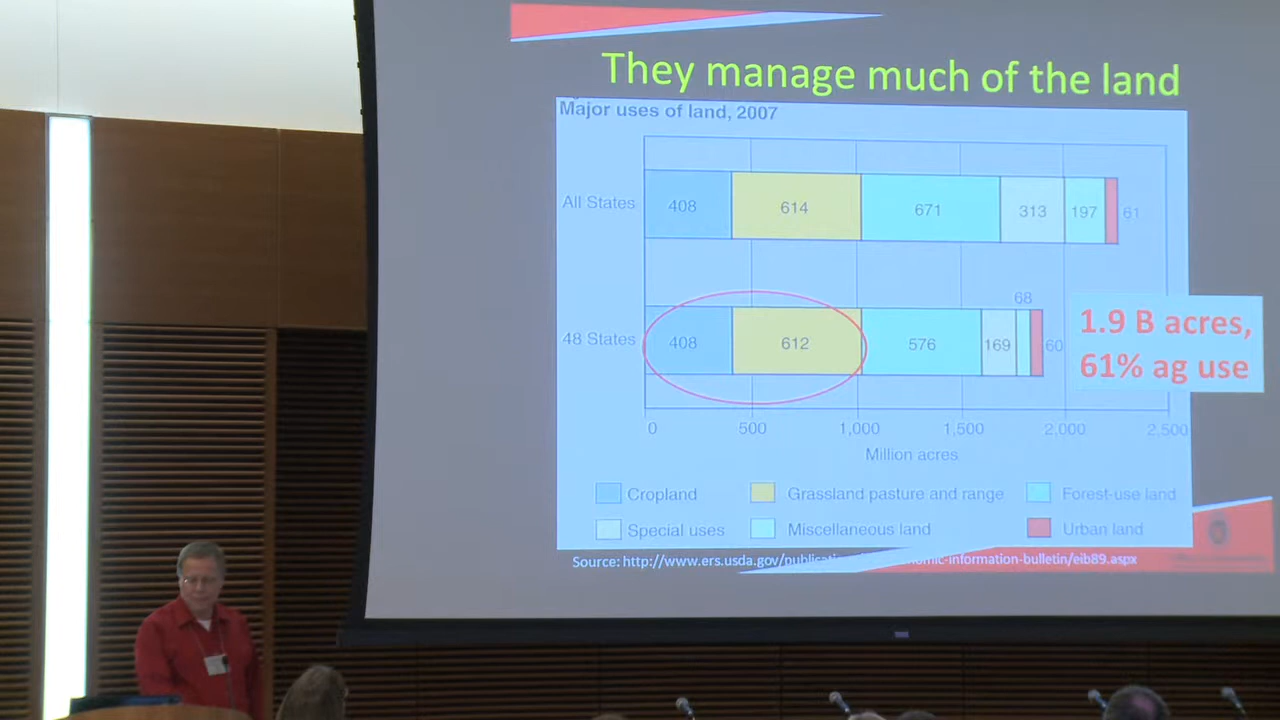 They manage much of the land
Major uses of land, 2007
All States
408
614
671
313
197
61
68
48 States
408
612
576
169
60
1.9 B acres,
61% ag use
0
500
1,000
1,500
2,000
2,500
Million acres
Cropland
Grassland pasture and range
Forest-use land
Special uses
Miscellaneous land
Urban land
Source: http://www.ers.usda.gov/ -information-bulletin/eib89.aspx